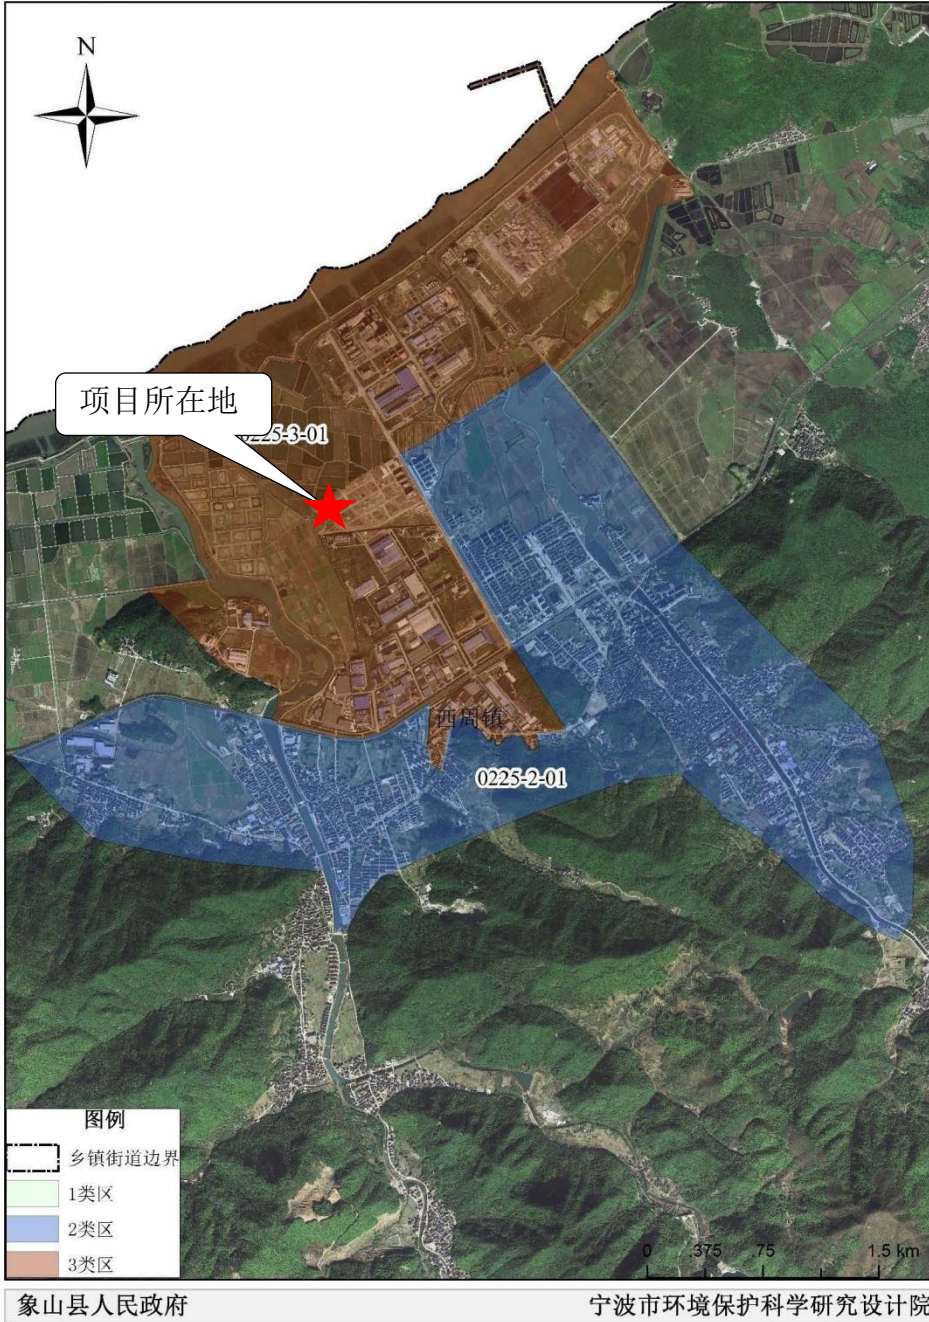 N
项目所在地
0225-3-01
西周镇
0225-2-01
图例
乡镇街道边界
1类区
2类区
3类区
0 .375 .75 1.5 km
象山县人民政府 宁波市环境保护科学研究设计院